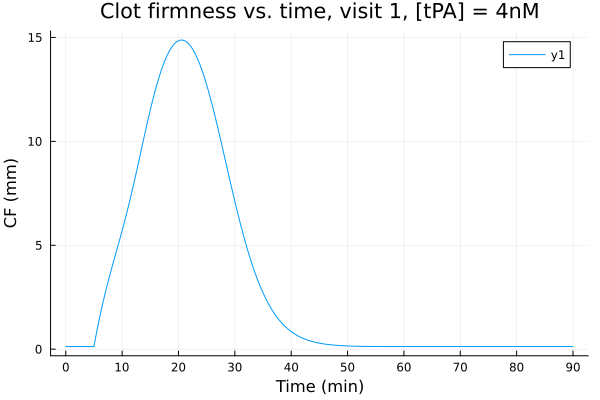 Clot firmness vs. time, visit 1, [tPA] = 4nM
y1
CF (mm)
15
10
5
0
0 10 20 30 40 50 60 70 80 90
Time (min)